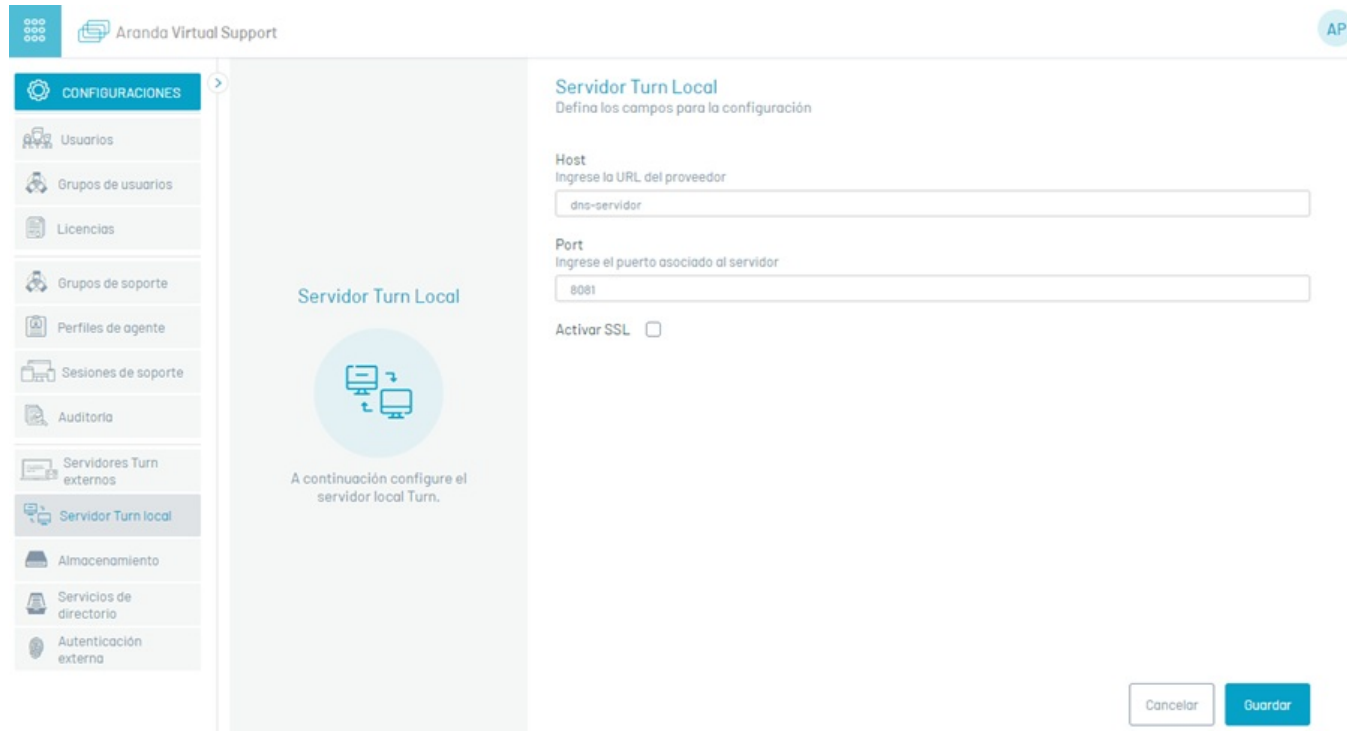 Aranda Virtual Support
AP
CONFIGURACIONES
Usuarios
Grupos de usuarios
Licencias
Grupos de soporte
Perfiles de agente
Sesiones de soporte
Auditoría
Servidores Turn
externos
Servidor Turn local
Almacenamiento
Servicios de
directorio
Autenticación
externa
Servidor Turn Local
A continuación configure el
servidor local Turn.
Servidor Turn Local
Defina los campos para la configuración
Host
Ingrese la URL del proveedor
dns-servidor
Port
Ingrese el puerto asociado al servidor
8081
Activar SSL
Cancelar
Guardar